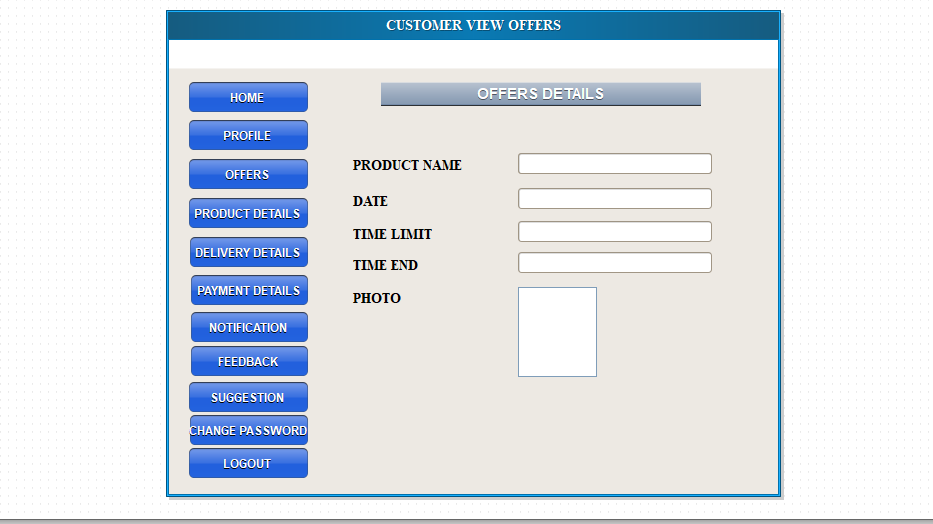 CUSTOMER VIEW OFFERS
OFFERS DETAILS
HOME
PROFILE
OFFERS
PRODUCT DETAILS
DELIVERY DETAILS
PAYMENT DETAILS
NOTIFICATION
FEEDBACK
SUGGESTION
CHANGE PASSWORD
LOGOUT
PRODUCT NAME
DATE
TIME LIMIT
TIME END
PHOTO